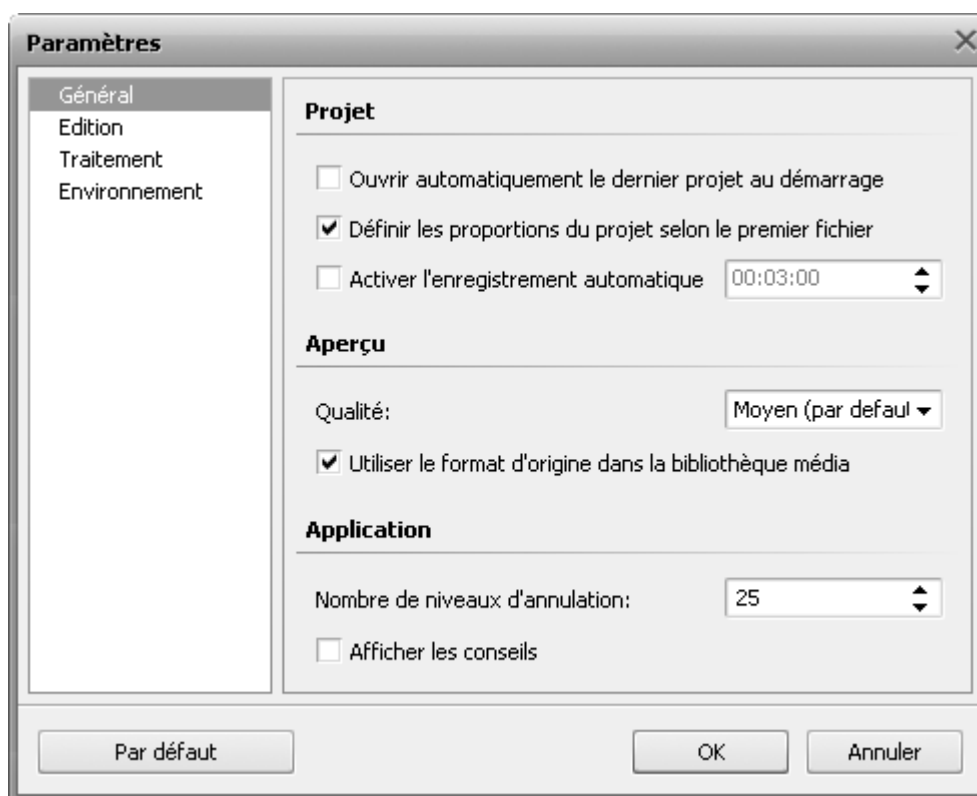 Paramètres
Général
Edition
Traitement
Environnement
Projet
Ouvrir automatiquement le dernier projet au démarrage
Définir les proportions du projet selon le premier fichier
Activer l'enregistrement automatique 00:03:00
Aperçu
Qualité: Moyen (par defaul
Utiliser le format d'origine dans la bibliothèque média
Application
Nombre de niveaux d'annulation: 25
Afficher les conseils
Par défaut OK Annuler